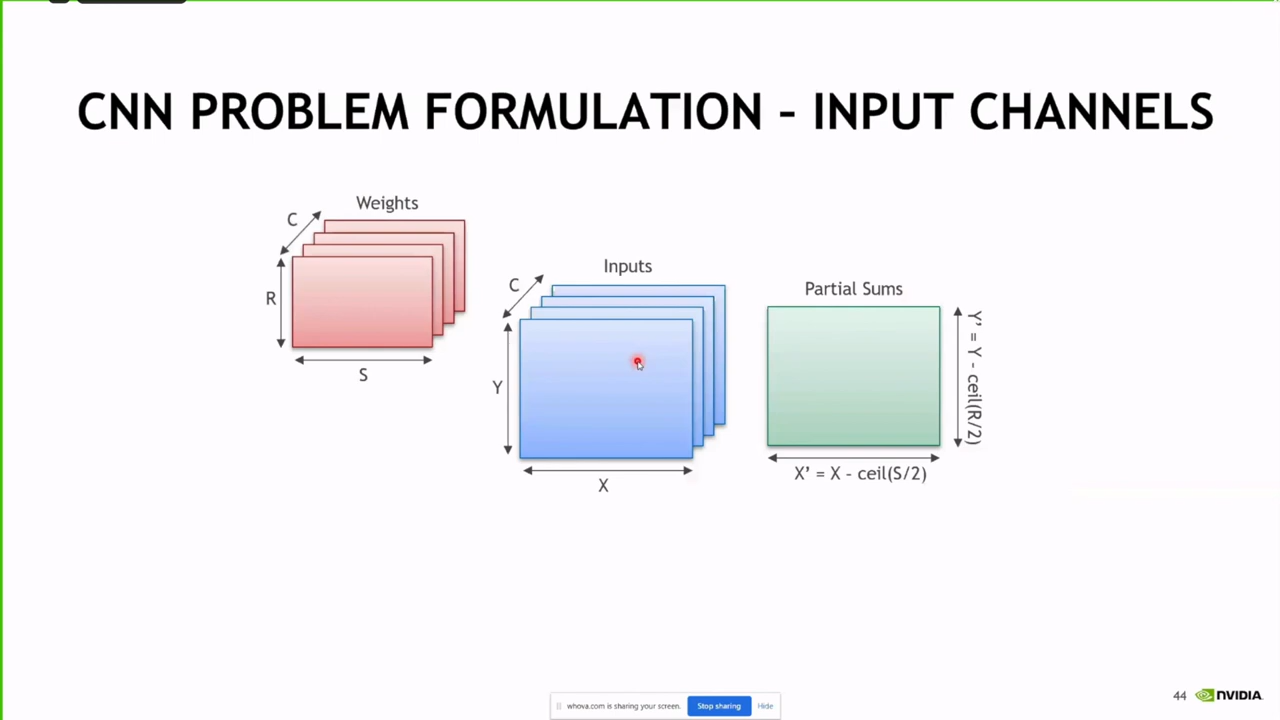 CNN PROBLEM FORMULATION – INPUT CHANNELS
Weights
C
R
S
Inputs
C
Y
X
Partial Sums
Y' = Y - ceil(R/2)
X' = X - ceil(S/2)
whova.com is sharing your screen.
Stop sharing
Hide
44
NVIDIA.